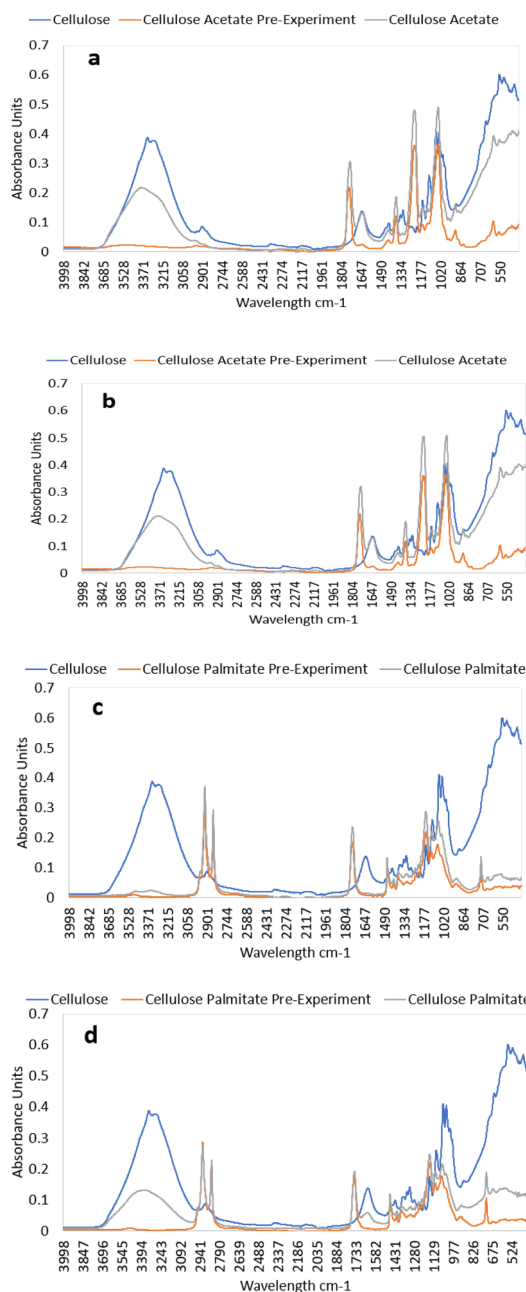 Cellulose Cellulose Acetate Pre-Experiment Cellulose Acetate
a
Absorbance Units
0.7
0.6
0.5
0.4
0.3
0.2
0.1
0
3998 3842 3685 3528 3371 3215 3058 2901 2744 2588 2431 2274 2117 1961 1804 1647 1490 1334 1177 1020 864 707 550
Wavelength cm-1
Cellulose Cellulose Acetate Pre-Experiment Cellulose Acetate
b
Absorbance Units
0.7
0.6
0.5
0.4
0.3
0.2
0.1
0
3998 3842 3685 3528 3371 3215 3058 2901 2744 2588 2431 2274 2117 1961 1804 1647 1490 1334 1177 1020 864 707 550
Wavelength cm-1
Cellulose Cellulose Palmitate Pre-Experiment Cellulose Palmitate
c
Absorbance Units
0.7
0.6
0.5
0.4
0.3
0.2
0.1
0
3998 3842 3685 3528 3371 3215 3058 2901 2744 2588 2431 2274 2117 1961 1804 1647 1490 1334 1177 1020 864 707 550
Wavelength cm-1
Cellulose Cellulose Palmitate Pre-Experiment Cellulose Palmitate
d
Absorbance Units
0.7
0.6
0.5
0.4
0.3
0.2
0.1
0
3998 3847 3696 3545 3394 3243 3091 2941 2790 2639 2488 2337 2186 2035 1884 1733 1582 1431 1280 1129 977 826 675 524
Wavelength cm-1